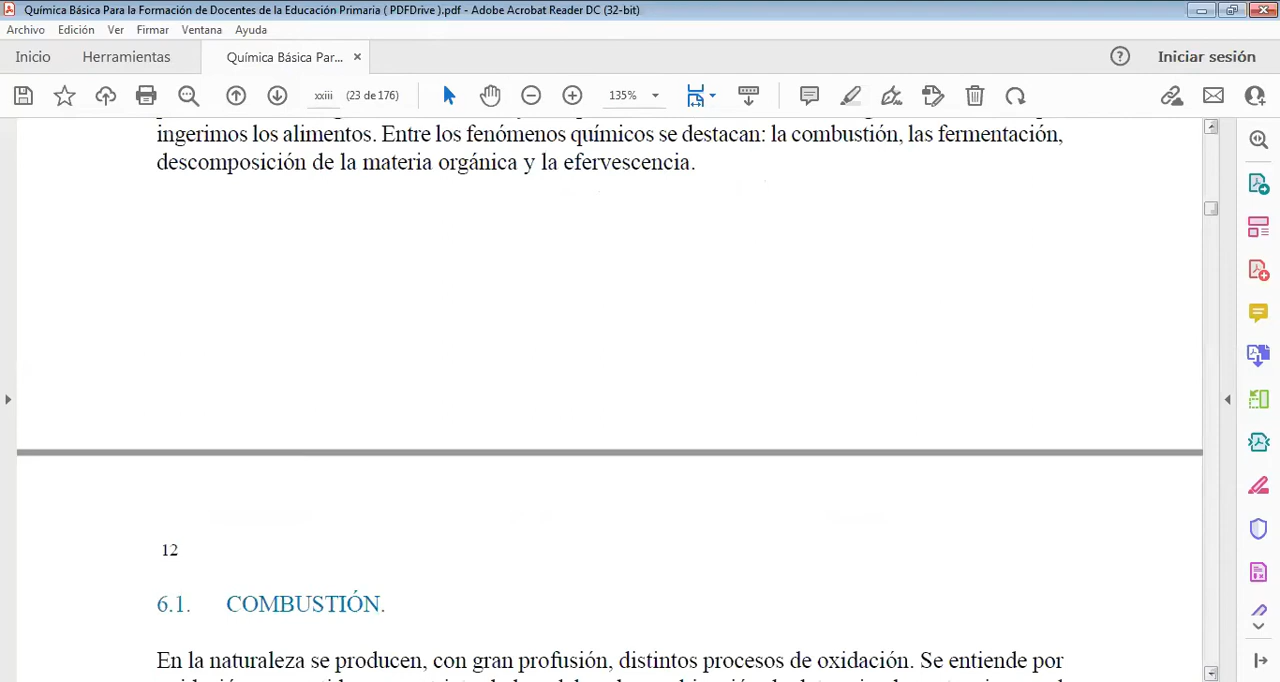 Química Básica Para la Formación de Docentes de la Educación Primaria ( PDFDrive ).pdf - Adobe Acrobat Reader DC (32-bit)
Archivo Edición Ver Firmar Ventana Ayuda
Inicio Herramientas Química Básica Par... × Iniciar sesión
xxiii (23 de 176) 135%
ingerimos los alimentos. Entre los fenómenos químicos se destacan: la combustión, las fermentación,
descomposición de la materia orgánica y la efervescencia.
12
6.1. COMBUSTIÓN.
En la naturaleza se producen, con gran profusión, distintos procesos de oxidación. Se entiende por